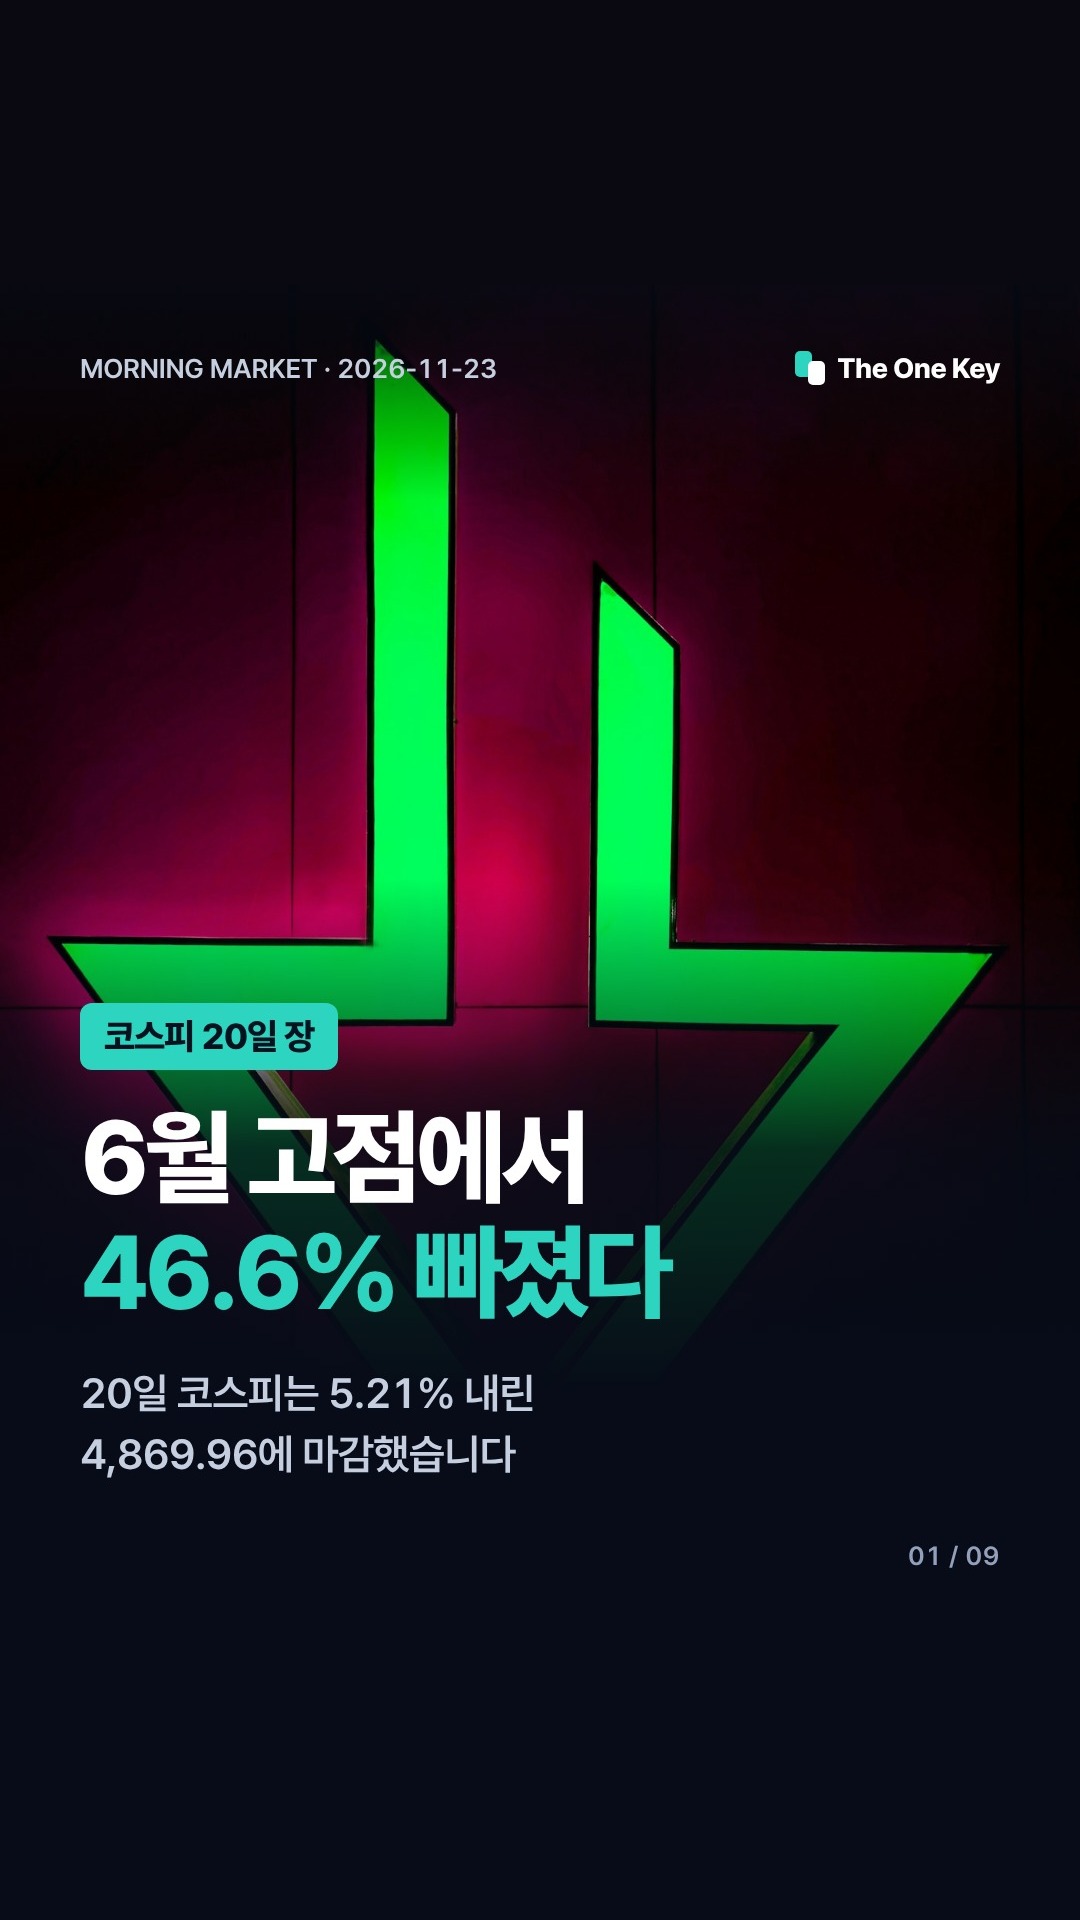 MORNING MARKET · 2026-11-23
The One Key
코스피 20일 장
6월 고점에서
46.6% 빠졌다
20일 코스피는 5.21% 내린
4,869.96에 마감했습니다
01 / 09